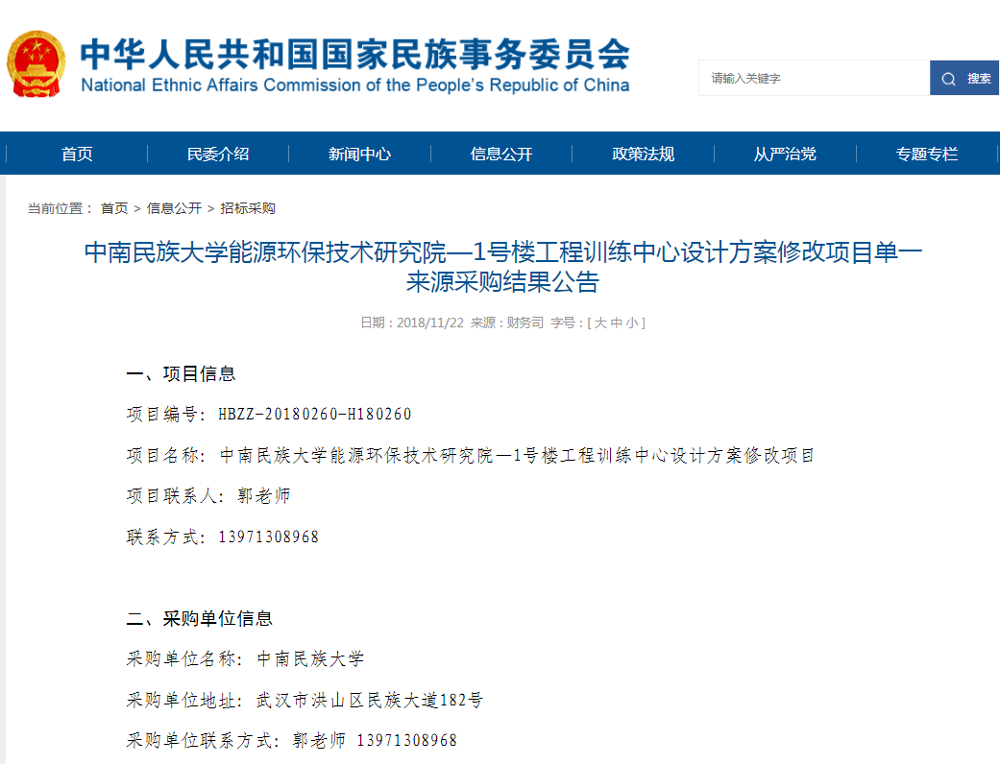 中华人民共和国国家民族事务委员会
National Ethnic Affairs Commission of the People's Republic of China
请输入关键字
搜索
首页 民委介绍 新闻中心 信息公开 政策法规 从严治党 专题专栏
当前位置： 首页 > 信息公开 > 招标采购
中南民族大学能源环保技术研究院—1号楼工程训练中心设计方案修改项目单一
来源采购结果公告
日期：2018/11/22 来源：财务司 字号：[ 大 中 小 ]
一、项目信息
项目编号：HBZZ-20180260-H180260
项目名称：中南民族大学能源环保技术研究院—1号楼工程训练中心设计方案修改项目
项目联系人：郭老师
联系方式：13971308968
二、采购单位信息
采购单位名称：中南民族大学
采购单位地址：武汉市洪山区民族大道182号
采购单位联系方式：郭老师 13971308968